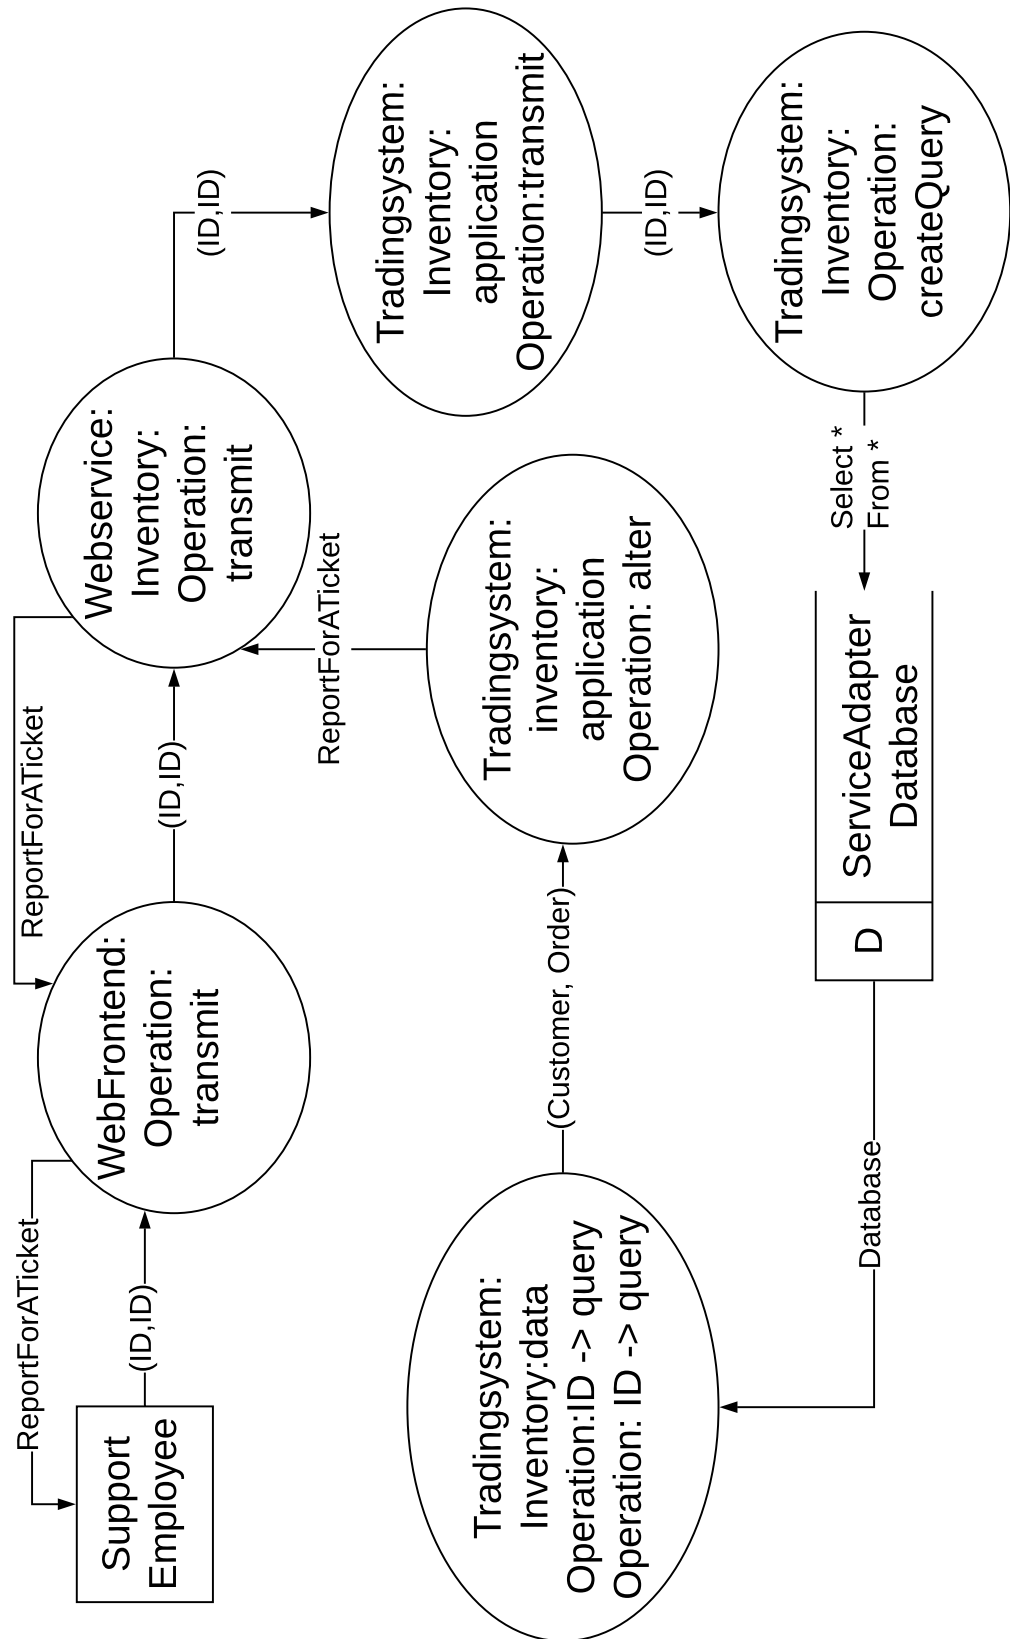 Support
Employee
ReportForATicket
(ID,ID)
WebFrontend:
Operation:
transmit
ReportForATicket
(ID,ID)
Webservice:
Inventory:
Operation:
transmit
(ID,ID)
ReportForATicket
Tradingsystem:
Inventory:
application
Operation:transmit
(ID,ID)
Tradingsystem:
Inventory:
Operation:
createQuery
Select *
From *
D
ServiceAdapter
Database
Database
Tradingsystem:
Inventory:data
Operation:ID -> query
Operation: ID -> query
(Customer, Order)
Tradingsystem:
inventory:
application
Operation: alter